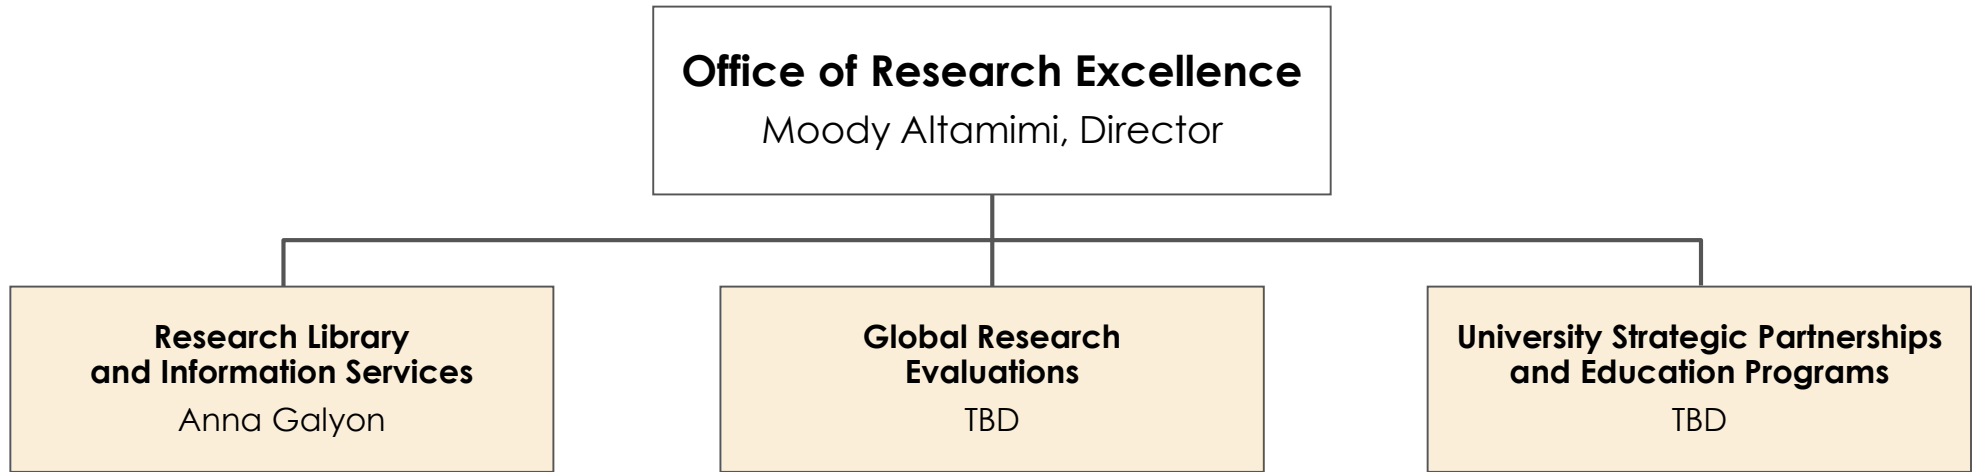 Office of Research Excellence
Moody Altamimi, Director
Research Library
and Information Services
Anna Galyon
Global Research
Evaluations
TBD
University Strategic Partnerships
and Education Programs
TBD